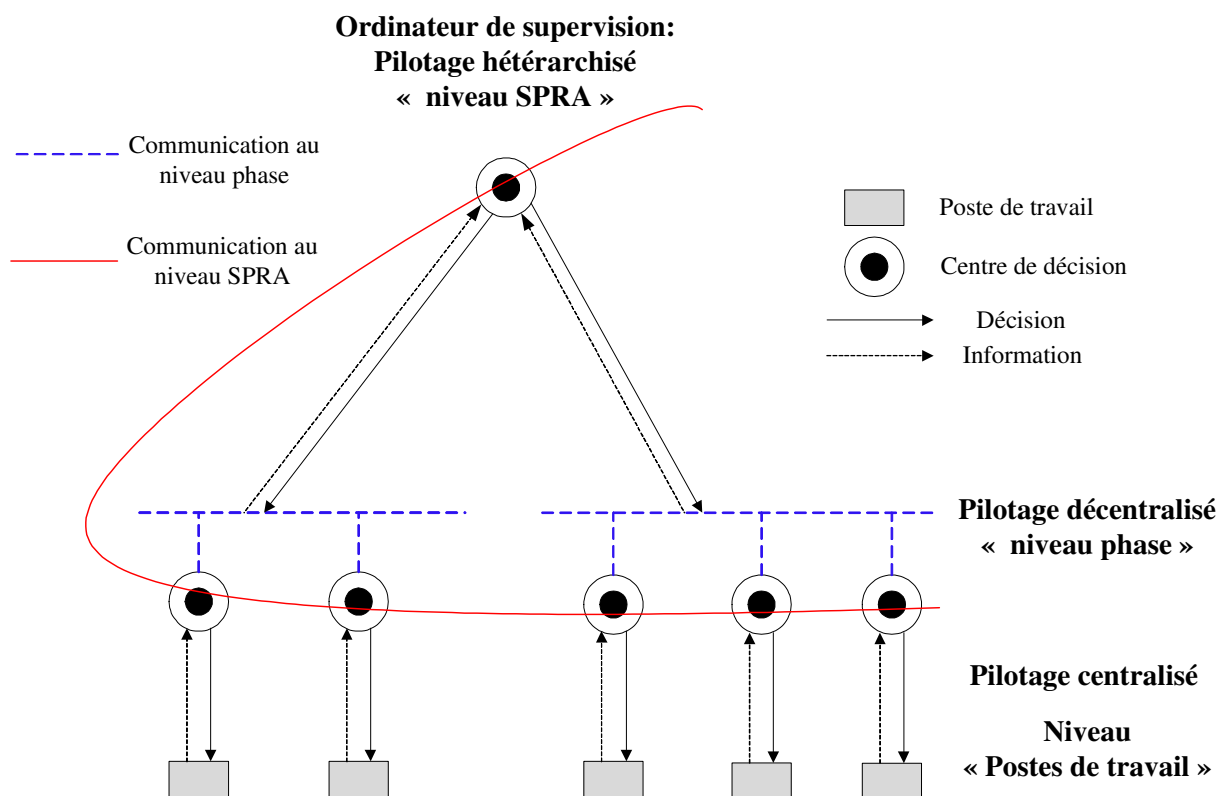 Ordinateur de supervision:
Pilotage hétérarchisé
« niveau SPRA »
Communication au
niveau phase
Communication au
niveau SPRA
Poste de travail
Centre de décision
Décision
Information
Pilotage décentralisé
« niveau phase »
Pilotage centralisé
Niveau
« Postes de travail »